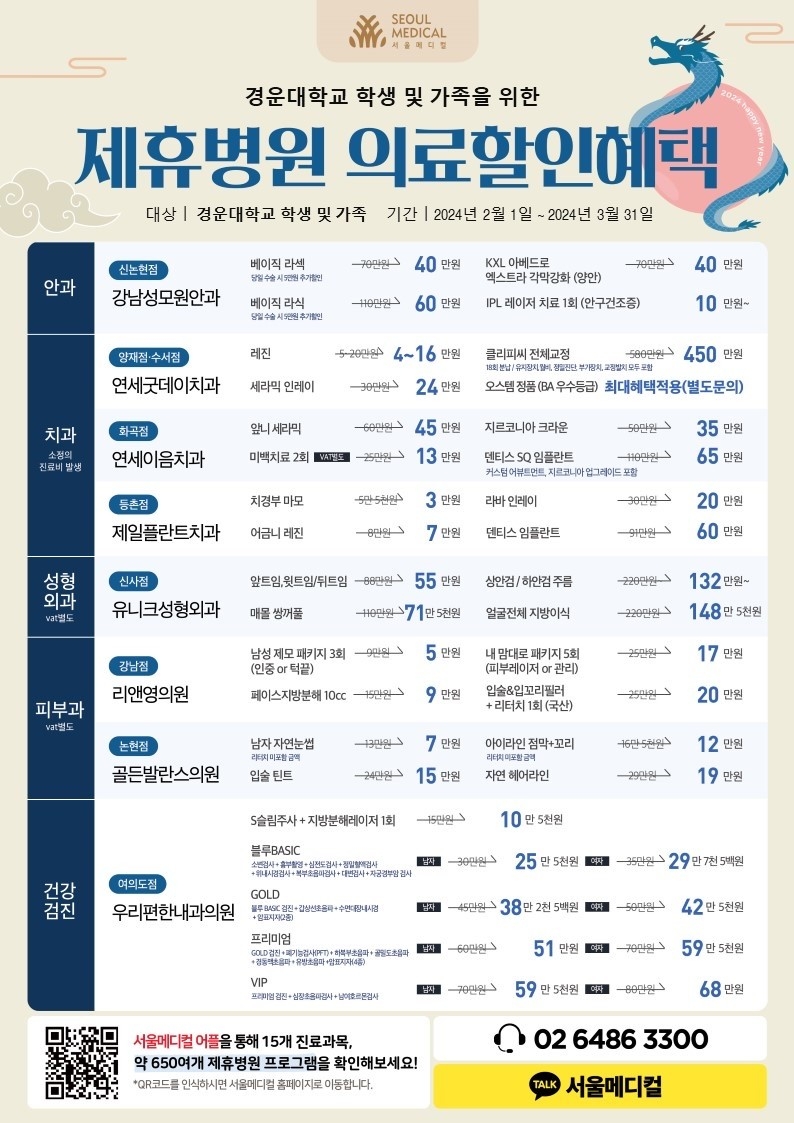 SEOUL
MEDICAL
서울메디컬
경운대학교 학생 및 가족을 위한
제휴병원 의료할인혜택
2024 happy new year
대상 | 경운대학교 학생 및 가족 기간 | 2024년 2월 1일 ~ 2024년 3월 31일
안과
신논현점
강남성모원안과
베이직 라섹 70만원 40 만원
당일 수술 시 5만원 추가할인
KXL 아베드로
엑스트라 각막강화 (양안) 70만원 40 만원
베이직 라식 110만원 60 만원
당일 수술 시 5만원 추가할인
IPL 레이저 치료 1회 (안구건조증) 10 만원~
치과
소정의
진료비 발생
양재점·수서점
연세굿데이치과
레진 5~20만원 4~16 만원
클리피씨 전체교정 580만원 450 만원
18회 분납 / 유지장치,월비, 정밀진단, 부가장치, 교정발치 모두 포함
세라믹 인레이 30만원 24 만원
오스템 정품 (BA 우수등급) 최대혜택적용(별도문의)
화곡점
연세이음치과
앞니 세라믹 60만원 45 만원
지르코니아 크라운 50만원 35 만원
미백치료 2회 VAT별도 25만원 13 만원
덴티스 SQ 임플란트 110만원 65 만원
커스텀 어뷰트먼트, 지르코니아 업그레이드 포함
등촌점
제일플란트치과
치경부 마모 5만 5천원 3 만원
라바 인레이 30만원 20 만원
어금니 레진 8만원 7 만원
덴티스 임플란트 91만원 60 만원
성형
외과
vat별도
신사점
유니크성형외과
앞트임,윗트임/뒤트임 88만원 55 만원
상안검 / 하안검 주름 220만원 132 만원~
매몰 쌍꺼풀 110만원 71만 5천원
얼굴전체 지방이식 220만원 148만 5천원
피부과
vat별도
강남점
리앤영의원
남성 제모 패키지 3회
(인중 or 턱끝) 9만원 5 만원
내 맘대로 패키지 5회
(피부레이저 or 관리) 25만원 17 만원
페이스지방분해 10cc 15만원 9 만원
입술&입꼬리필러
+ 리터치 1회 (국산) 25만원 20 만원
논현점
골든발란스의원
남자 자연눈썹 13만원 7 만원
리터치 미포함 금액
아이라인 점막+꼬리 16만 5천원 12 만원
리터치 미포함 금액
입술 틴트 24만원 15 만원
자연 헤어라인 29만원 19 만원
건강
검진
여의도점
우리편한내과의원
S슬림주사 + 지방분해레이저 1회 15만원 10 만 5천원
블루BASIC
소변검사 + 흉부촬영 + 심전도검사 + 정밀혈액검사
+ 위내시경검사 + 복부초음파검사 + 대변검사 + 자궁경부암 검사
남자 30만원 25 만 5천원 여자 35만원 29만 7천 5백원
GOLD
블루 BASIC 검진 + 갑상선초음파 + 수면대장내시경
+ 암표지자(2종)
남자 45만원 38만 2천 5백원 여자 50만원 42 만 5천원
프리미엄
GOLD 검진 + 폐기능검사(PFT) + 하복부초음파 + 골밀도초음파
+ 경동맥초음파 + 유방초음파 +암표지자(4종)
남자 60만원 51 만원 여자 70만원 59 만 5천원
VIP
프리미엄 검진 + 심장초음파검사 + 남여호르몬검사
남자 70만원 59 만 5천원 여자 80만원 68 만원
서울메디컬 어플을 통해 15개 진료과목,
약 650여개 제휴병원 프로그램을 확인해보세요!
*QR코드를 인식하시면 서울메디컬 홈페이지로 이동합니다.
02 6486 3300
TALK 서울메디컬